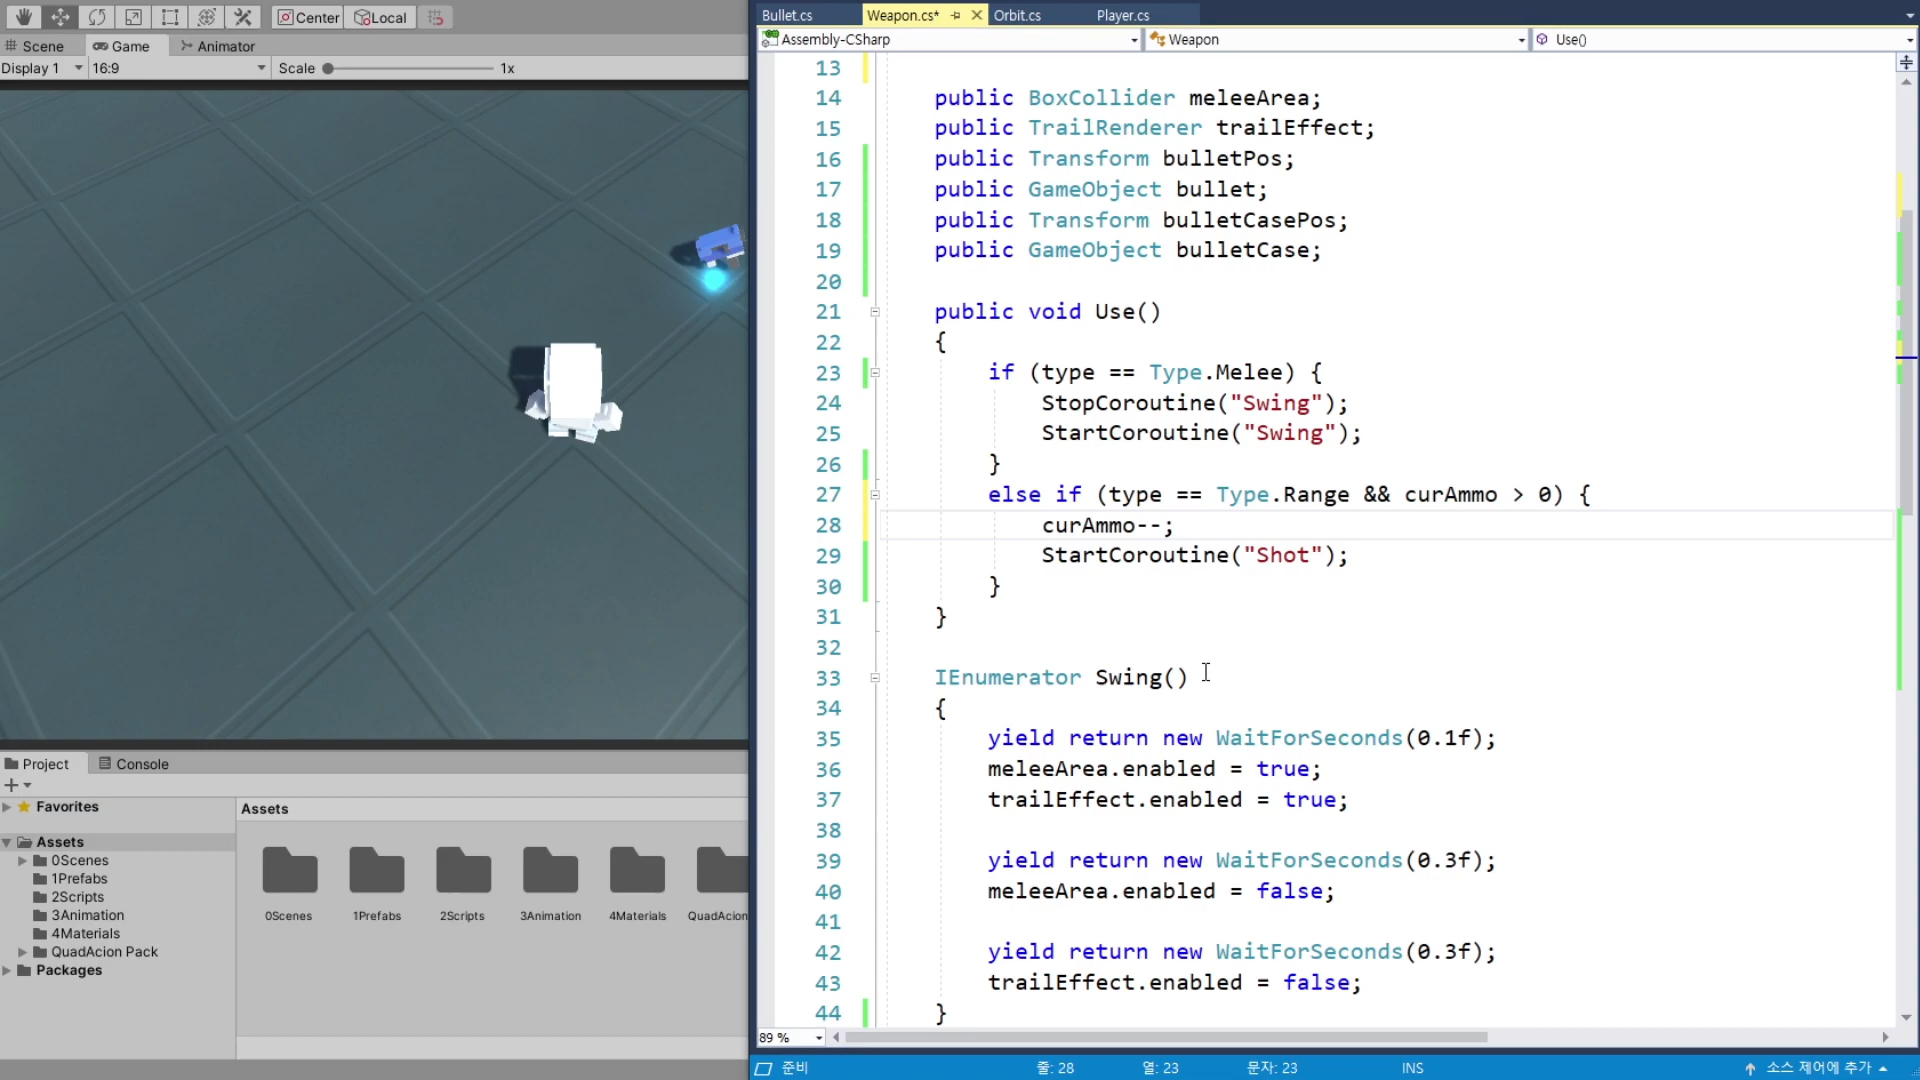 Center
Local
Scene
Game
Animator
Display 1
16:9
Scale
1x
Project
Console
Favorites
Assets
0Scenes
1Prefabs
2Scripts
3Animation
4Materials
QuadAcion Pack
Packages
Assets
0Scenes
1Prefabs
2Scripts
3Animation
4Materials
QuadAcion
Bullet.cs
Weapon.cs*
Orbit.cs
Player.cs
Assembly-CSharp
Weapon
Use()
13
14 public BoxCollider meleeArea;
15 public TrailRenderer trailEffect;
16 public Transform bulletPos;
17 public GameObject bullet;
18 public Transform bulletCasePos;
19 public GameObject bulletCase;
20
21 public void Use()
22 {
23 if (type == Type.Melee) {
24 StopCoroutine("Swing");
25 StartCoroutine("Swing");
26 }
27 else if (type == Type.Range && curAmmo > 0) {
28 curAmmo--;
29 StartCoroutine("Shot");
30 }
31 }
32
33 IEnumerator Swing()
34 {
35 yield return new WaitForSeconds(0.1f);
36 meleeArea.enabled = true;
37 trailEffect.enabled = true;
38
39 yield return new WaitForSeconds(0.3f);
40 meleeArea.enabled = false;
41
42 yield return new WaitForSeconds(0.3f);
43 trailEffect.enabled = false;
44 }
89 %
준비
줄: 28
열: 23
문자: 23
INS
소스 제어에 추가